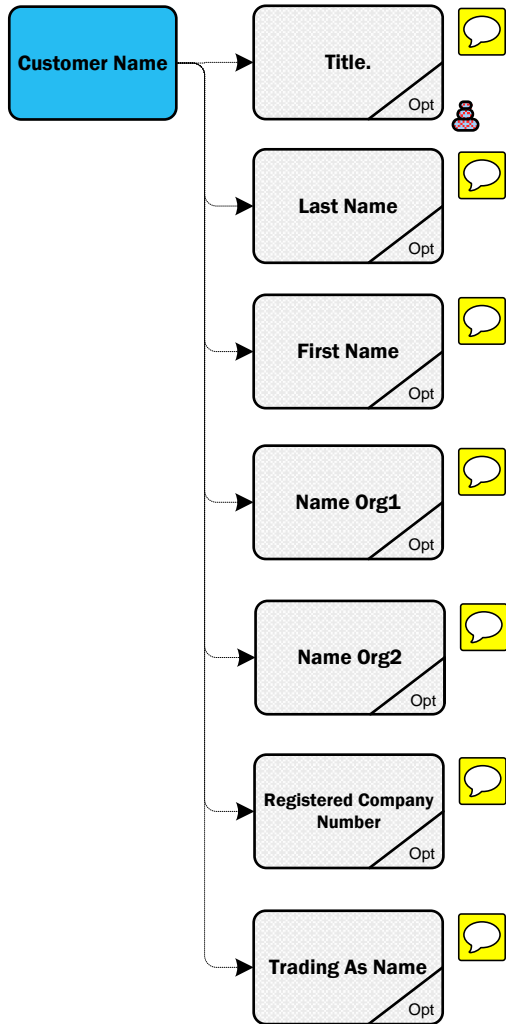 Customer Name
Title.
Opt
Last Name
Opt
First Name
Opt
Name Org1
Opt
Name Org2
Opt
Registered Company
Number
Opt
Trading As Name
Opt